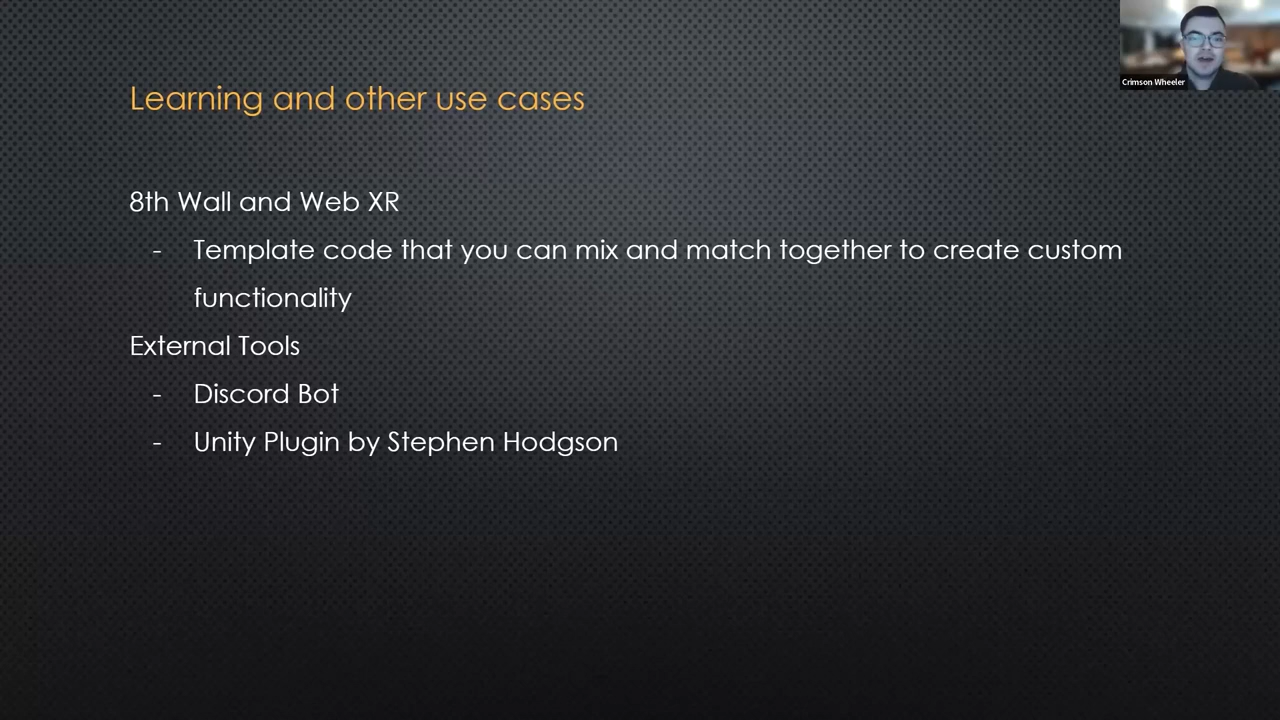 Learning and other use cases
Crimson Wheeler
8th Wall and Web XR
- Template code that you can mix and match together to create custom
functionality
External Tools
- Discord Bot
- Unity Plugin by Stephen Hodgson